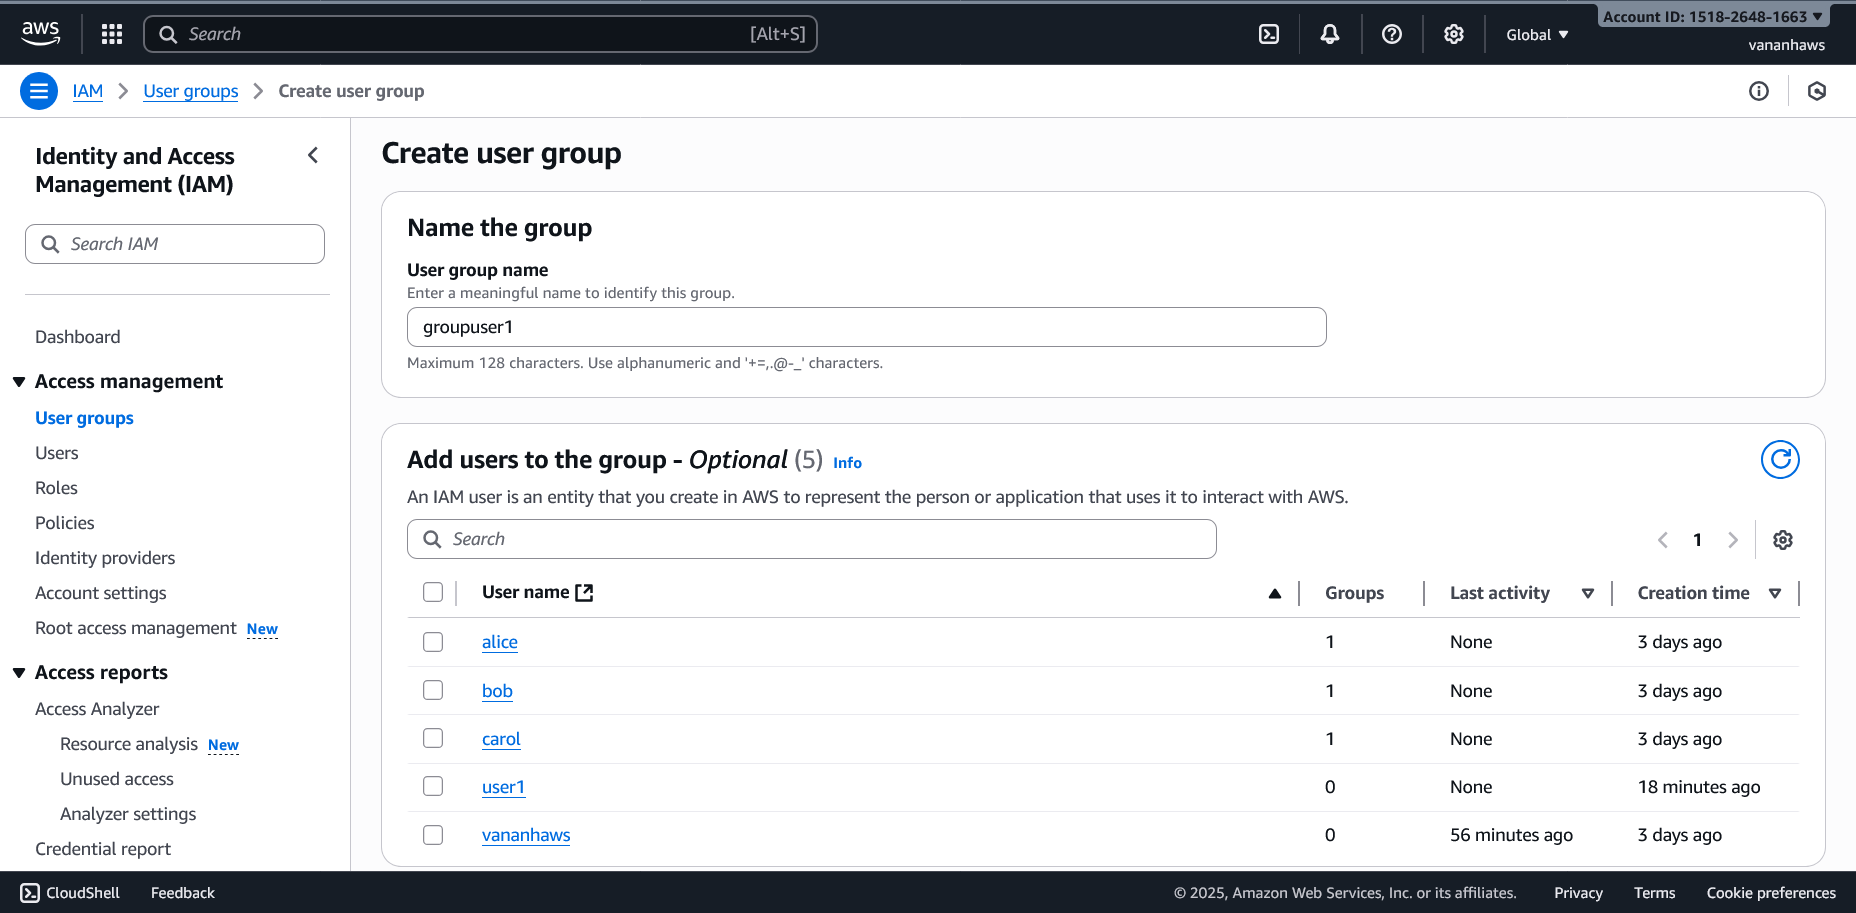 aws
Search
[Alt+S]
Global ▼
Account ID: 1518-2648-1663 ▼
vananhaws
IAM > User groups > Create user group
Identity and Access
Management (IAM)
Search IAM
Dashboard
Access management
User groups
Users
Roles
Policies
Identity providers
Account settings
Root access management New
Access reports
Access Analyzer
Resource analysis New
Unused access
Analyzer settings
Credential report
Create user group
Name the group
User group name
Enter a meaningful name to identify this group.
groupuser1
Maximum 128 characters. Use alphanumeric and '+=,.@-_' characters.
Add users to the group - Optional (5) Info
An IAM user is an entity that you create in AWS to represent the person or application that uses it to interact with AWS.
Search
1
User name Groups Last activity Creation time
alice 1 None 3 days ago
bob 1 None 3 days ago
carol 1 None 3 days ago
user1 0 None 18 minutes ago
vananhaws 0 56 minutes ago 3 days ago
CloudShell Feedback © 2025, Amazon Web Services, Inc. or its affiliates. Privacy Terms Cookie preferences